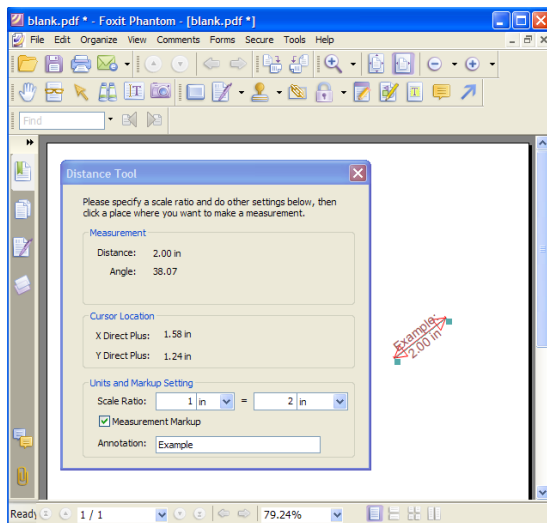 blank.pdf * - Foxit Phantom - [blank.pdf *]
File Edit Organize View Comments Forms Secure Tools Help
Find
Distance Tool
Please specify a scale ratio and do other settings below, then
click a place where you want to make a measurement.
Measurement
Distance: 2.00 in
Angle: 38.07
Cursor Location
X Direct Plus: 1.58 in
Y Direct Plus: 1.24 in
Units and Markup Setting
Scale Ratio: 1 in = 2 in
Measurement Markup
Annotation: Example
Example:
2.00 in
Ready 1 / 1 79.24%